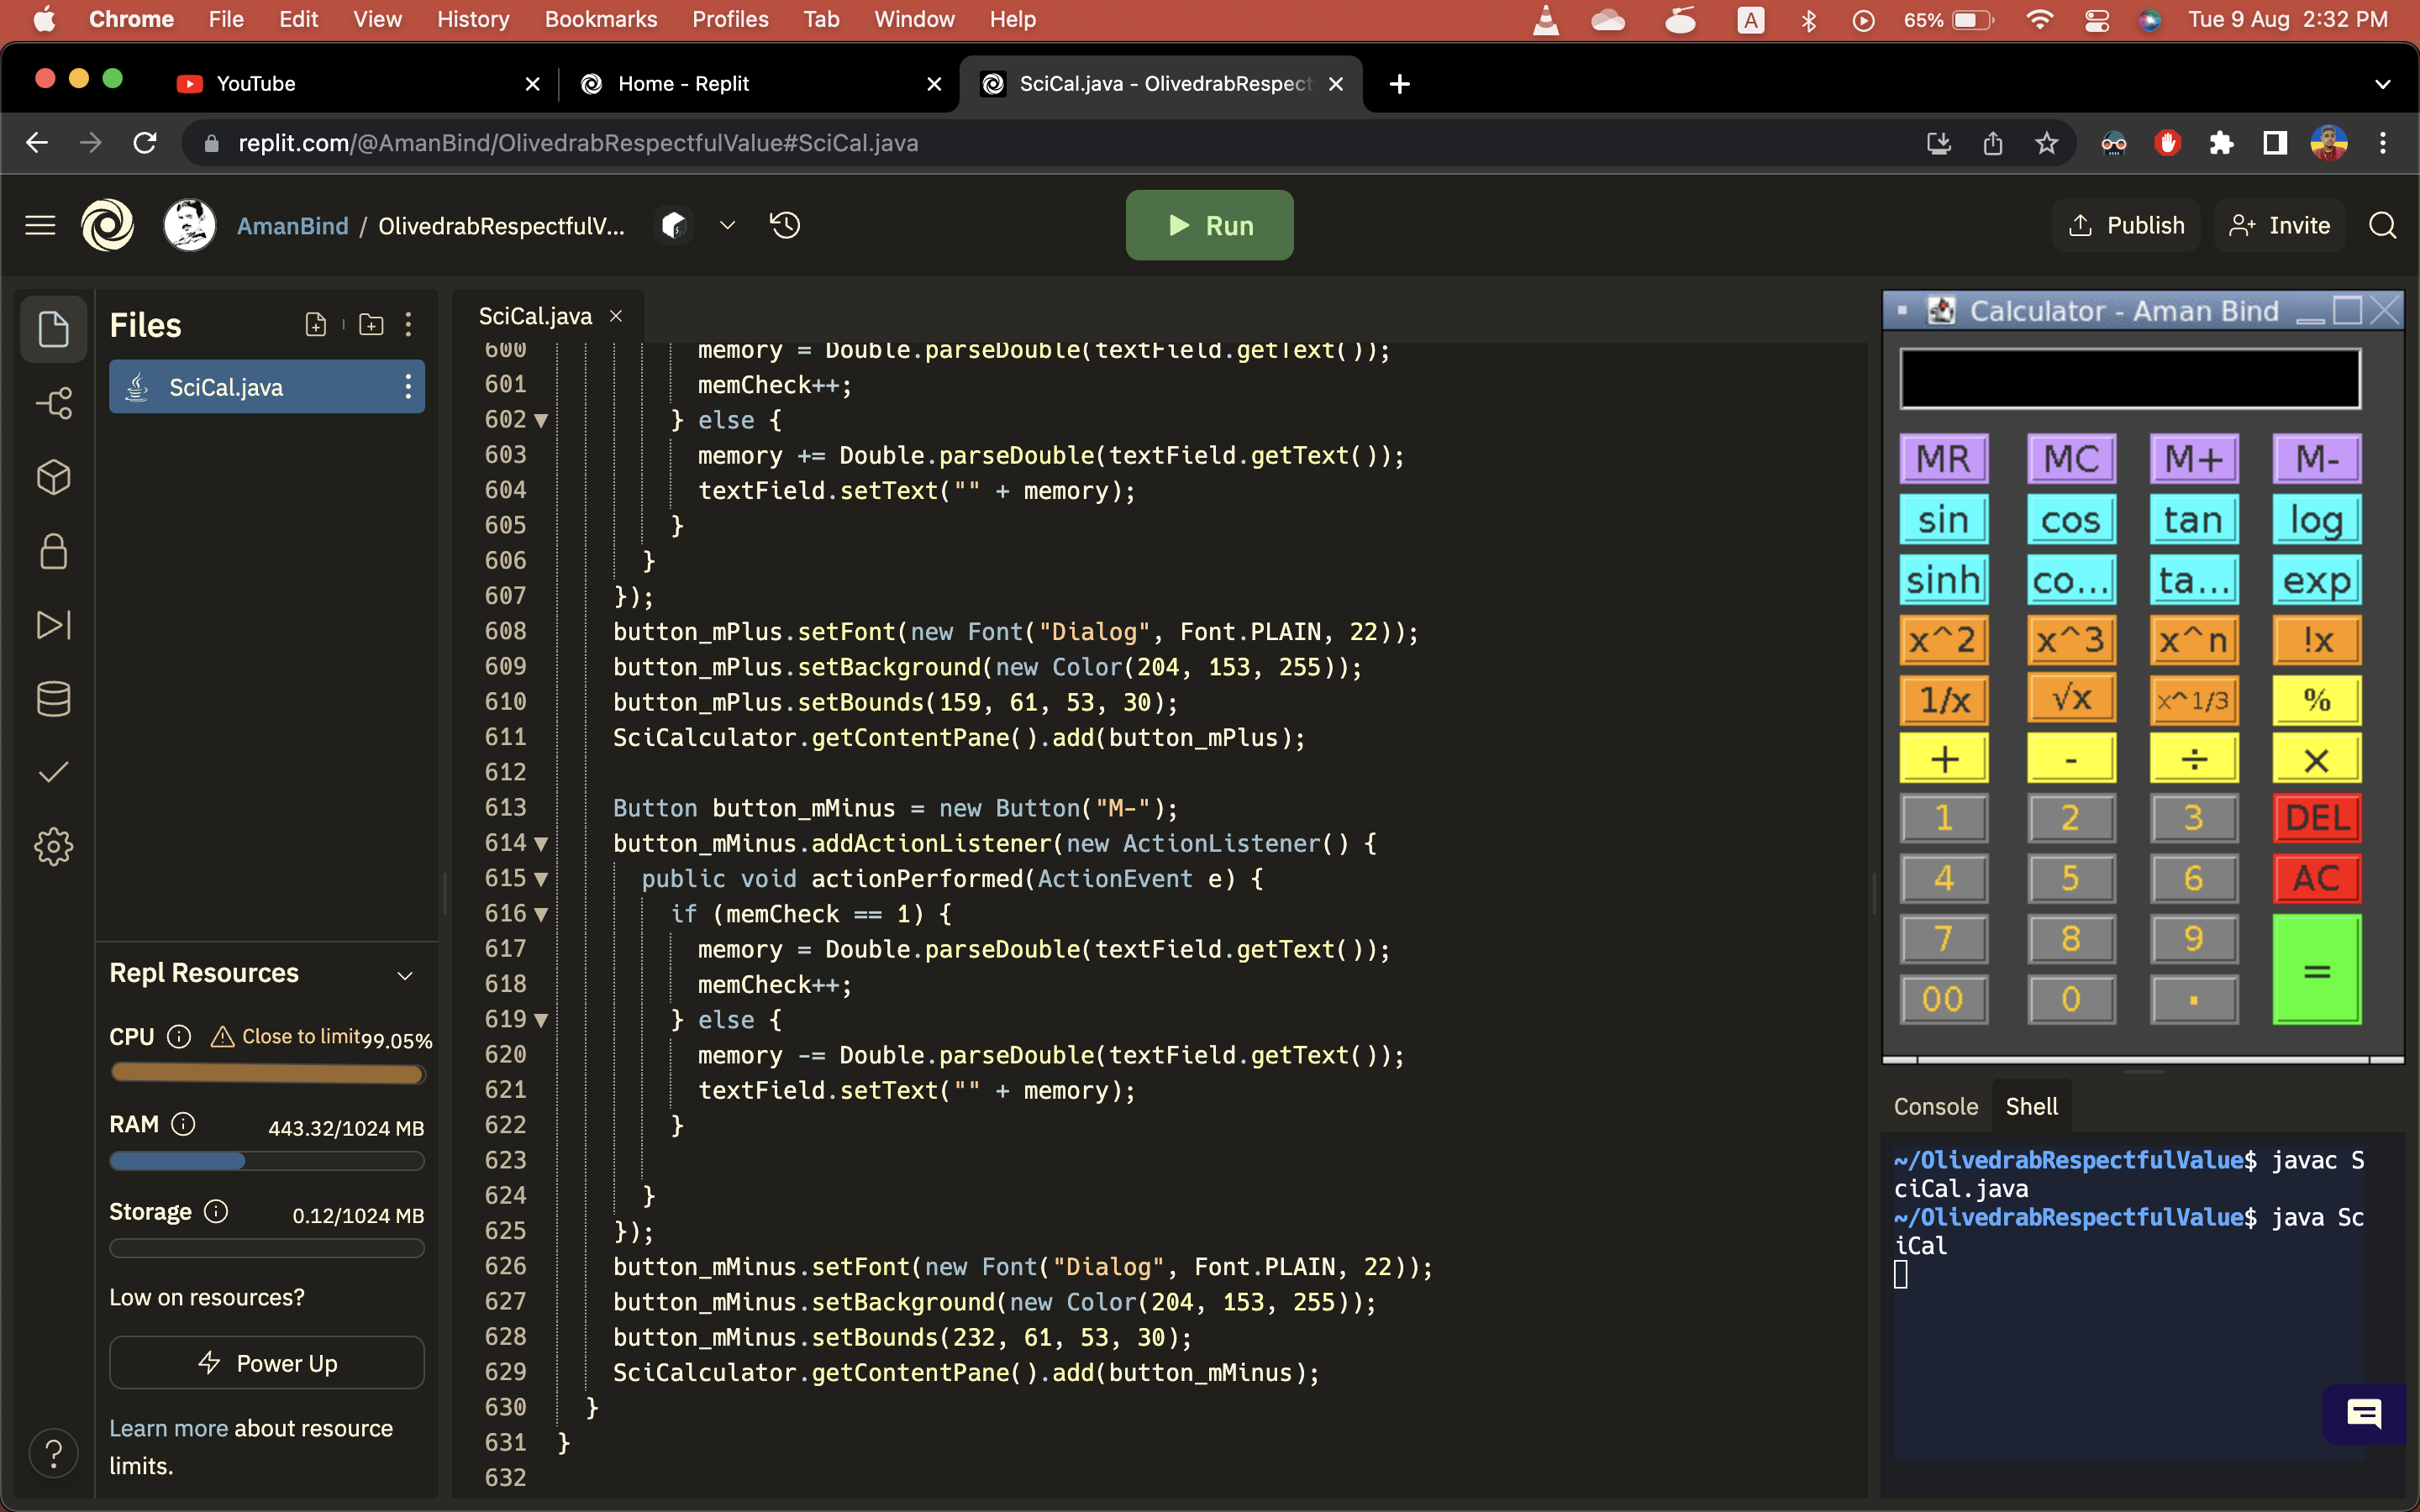 Chrome File Edit View History Bookmarks Profiles Tab Window Help A 65% Tue 9 Aug 2:32 PM
YouTube Home - Replit SciCal.java - OlivedrabRespect
replit.com/@AmanBind/OlivedrabRespectfulValue#SciCal.java
AmanBind / OlivedrabRespectfulV... Run Publish Invite
Files
SciCal.java
Repl Resources
CPU Close to limit 99.05%
RAM 443.32/1024 MB
Storage 0.12/1024 MB
Low on resources?
Power Up
Learn more about resource
limits.
?
SciCal.java
600 memory = Double.parseDouble(textField.getText());
601 memCheck++;
602 } else {
603 memory += Double.parseDouble(textField.getText());
604 textField.setText("" + memory);
605 }
606 }
607 });
608 button_mPlus.setFont(new Font("Dialog", Font.PLAIN, 22));
609 button_mPlus.setBackground(new Color(204, 153, 255));
610 button_mPlus.setBounds(159, 61, 53, 30);
611 SciCalculator.getContentPane().add(button_mPlus);
612
613 Button button_mMinus = new Button("M-");
614 button_mMinus.addActionListener(new ActionListener() {
615 public void actionPerformed(ActionEvent e) {
616 if (memCheck == 1) {
617 memory = Double.parseDouble(textField.getText());
618 memCheck++;
619 } else {
620 memory -= Double.parseDouble(textField.getText());
621 textField.setText("" + memory);
622 }
623
624 }
625 });
626 button_mMinus.setFont(new Font("Dialog", Font.PLAIN, 22));
627 button_mMinus.setBackground(new Color(204, 153, 255));
628 button_mMinus.setBounds(232, 61, 53, 30);
629 SciCalculator.getContentPane().add(button_mMinus);
630 }
631 }
632
Calculator - Aman Bind
MR MC M+ M-
sin cos tan log
sinh co... ta... exp
x^2 x^3 x^n !x
1/x √x x^1/3 %
+ - ÷ ×
1 2 3 DEL
4 5 6 AC
7 8 9 =
00 0 .
Console Shell
~/OlivedrabRespectfulValue$ javac S
ciCal.java
~/OlivedrabRespectfulValue$ java Sc
iCal